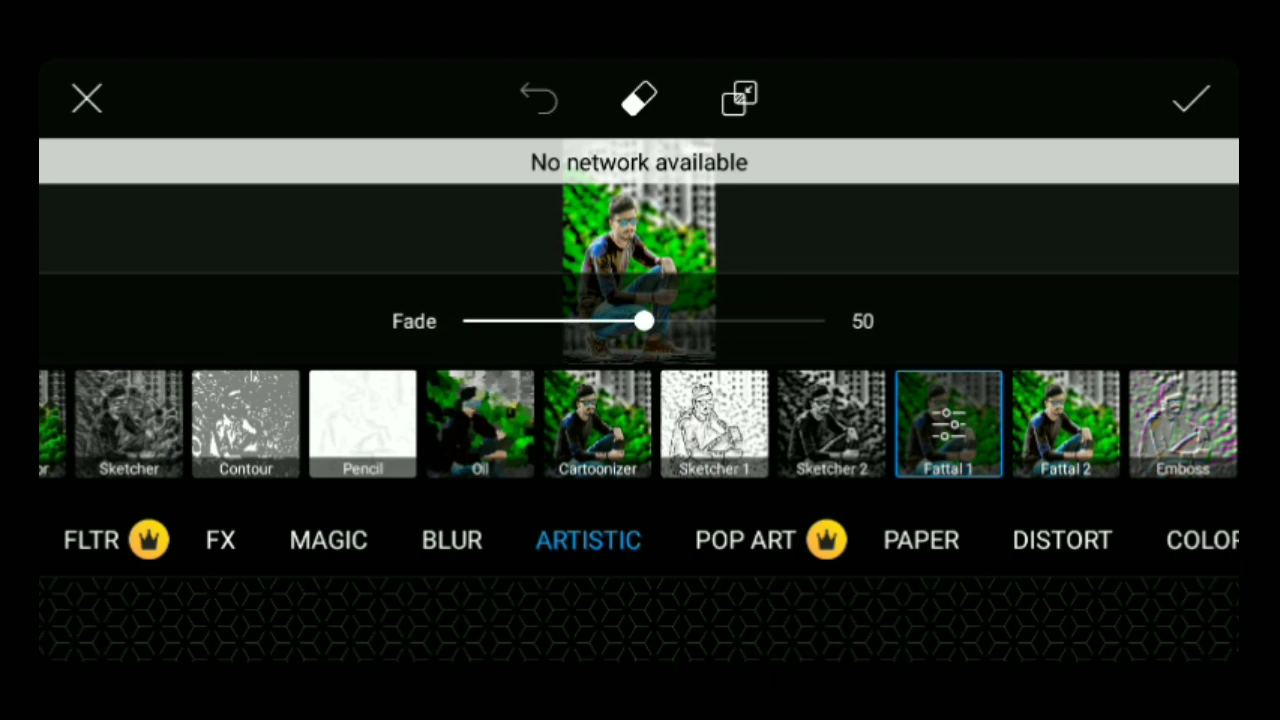 No network available
Fade 50
or Sketcher Contour Pencil Oil Cartoonizer Sketcher 1 Sketcher 2 Fattal 1 Fattal 2 Emboss
FLTR FX MAGIC BLUR ARTISTIC POP ART PAPER DISTORT COLOR